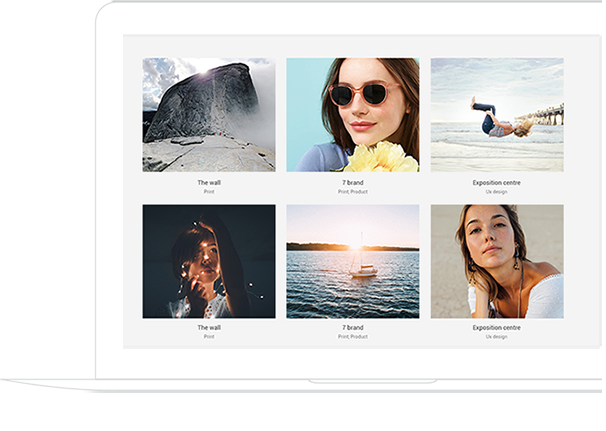 The wall
7 brand
Exposition centre
Print
Print, Product
Ux design
The wall
7 brand
Exposition centre
Print
Print, Product
Ux design